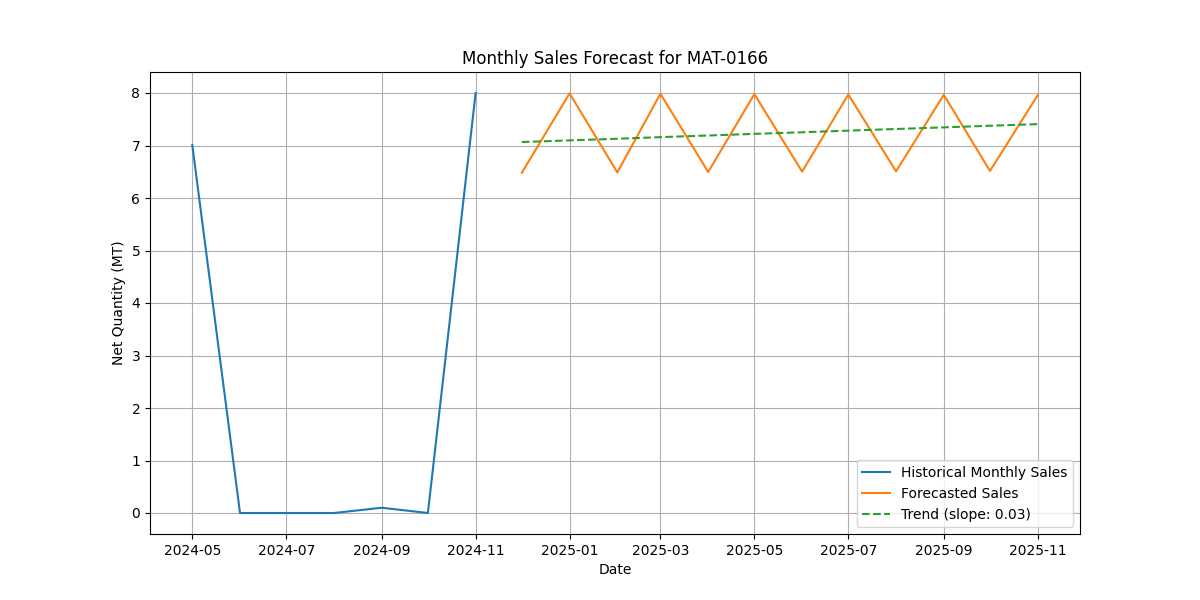 Monthly Sales Forecast for MAT-0166
Net Quantity (MT)
8
7
6
5
4
3
2
1
0
Historical Monthly Sales
Forecasted Sales
Trend (slope: 0.03)
2024-05 2024-07 2024-09 2024-11 2025-01 2025-03 2025-05 2025-07 2025-09 2025-11
Date